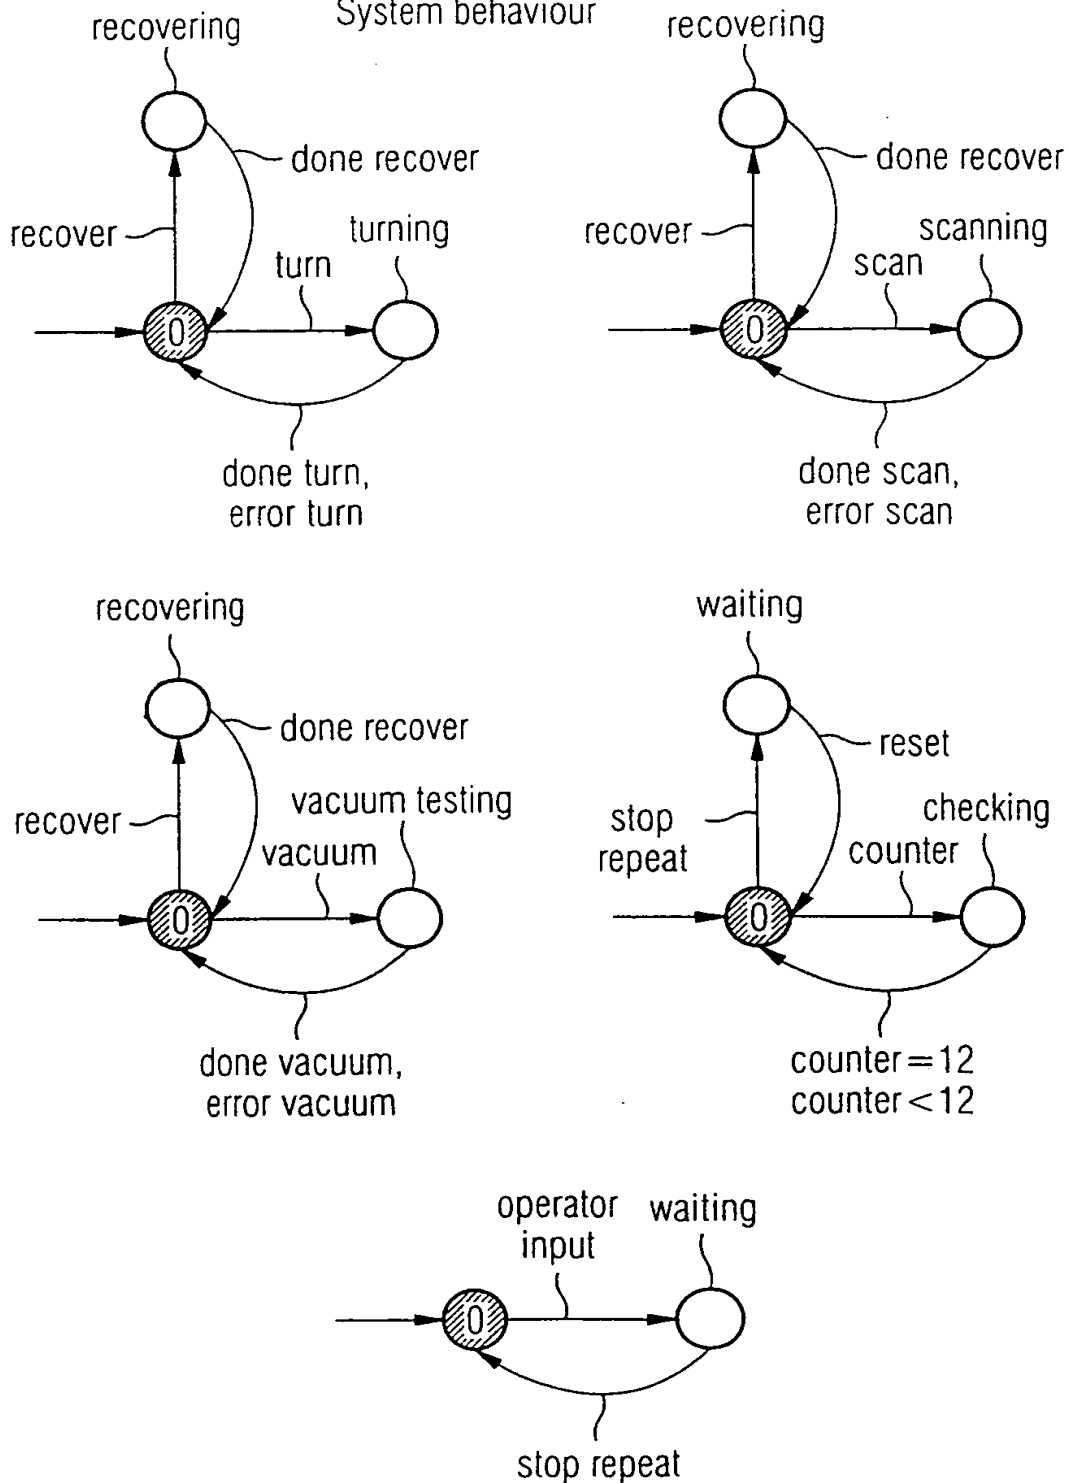 System behaviour
recovering
done recover
recover
turning
turn
0
done turn,
error turn
recovering
done recover
recover
scanning
scan
0
done scan,
error scan
recovering
done recover
recover
vacuum testing
vacuum
0
done vacuum,
error vacuum
waiting
reset
stop
repeat
checking
counter
0
counter=12
counter<12
operator
input
waiting
0
stop repeat